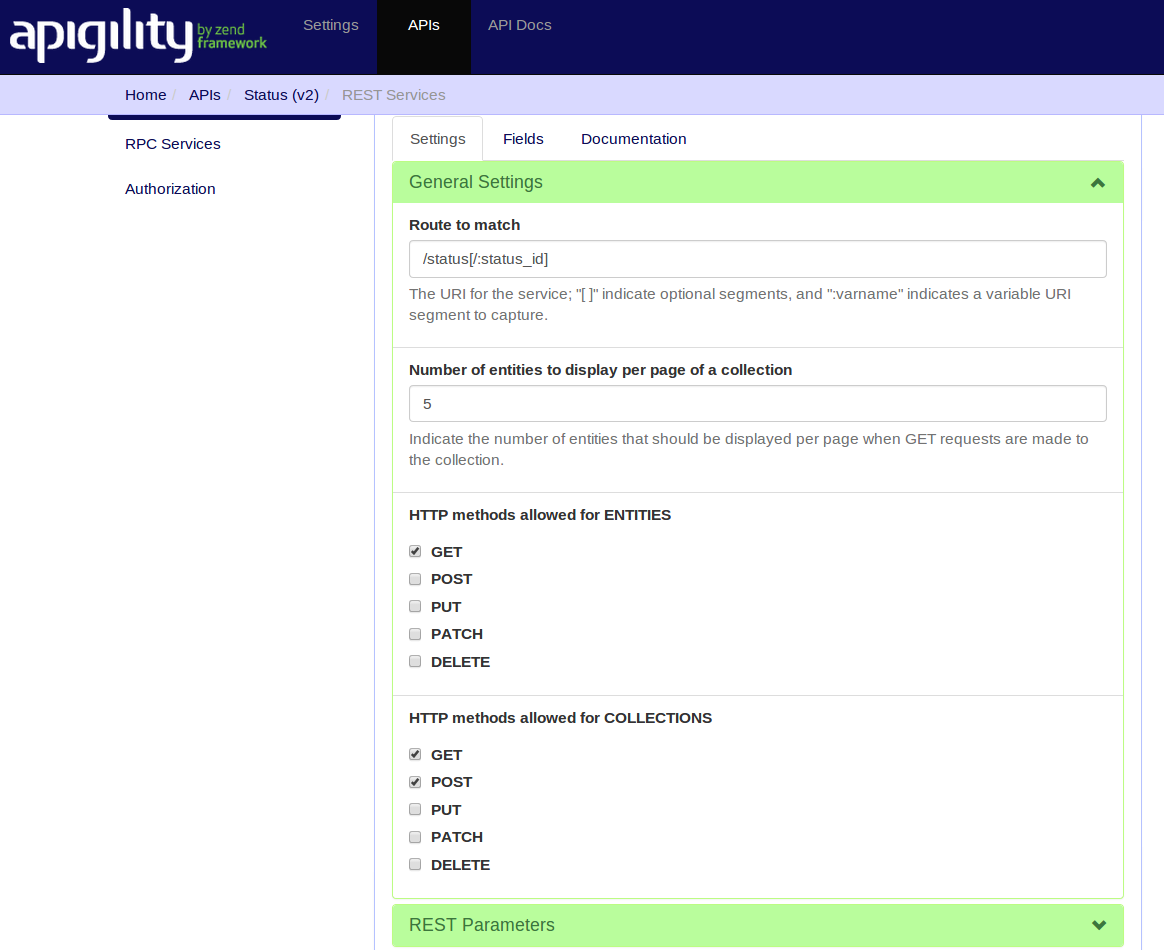 apigility by zend framework
Settings
APIs
API Docs
Home / APIs / Status (v2) / REST Services
RPC Services
Authorization
Settings
Fields
Documentation
General Settings
Route to match
/status[/:status_id]
The URI for the service; "[ ]" indicate optional segments, and ":varname" indicates a variable URI
segment to capture.
Number of entities to display per page of a collection
5
Indicate the number of entities that should be displayed per page when GET requests are made to
the collection.
HTTP methods allowed for ENTITIES
GET
POST
PUT
PATCH
DELETE
HTTP methods allowed for COLLECTIONS
GET
POST
PUT
PATCH
DELETE
REST Parameters